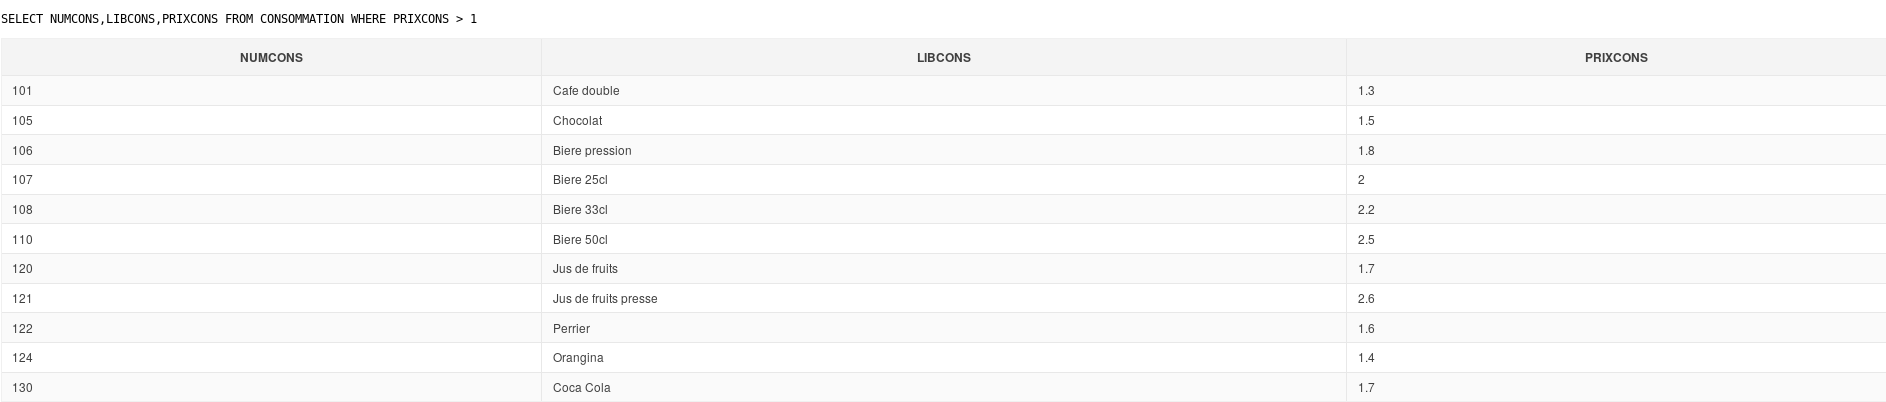 SELECT NUMCONS,LIBCONS,PRIXCONS FROM CONSOMMATION WHERE PRIXCONS > 1
NUMCONS LIBCONS PRIXCONS
101 Cafe double 1.3
105 Chocolat 1.5
106 Biere pression 1.8
107 Biere 25cl 2
108 Biere 33cl 2.2
110 Biere 50cl 2.5
120 Jus de fruits 1.7
121 Jus de fruits presse 2.6
122 Perrier 1.6
124 Orangina 1.4
130 Coca Cola 1.7